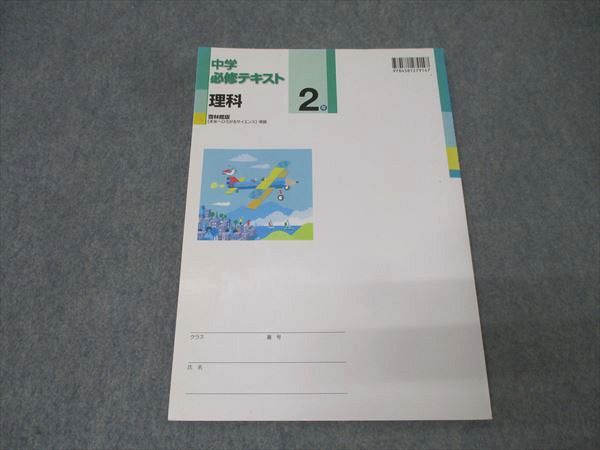 中学
必修テキスト
理科
2年
啓林館版
［未来へひろがるサイエンス］準拠
9784581279147
クラス
番号
氏名